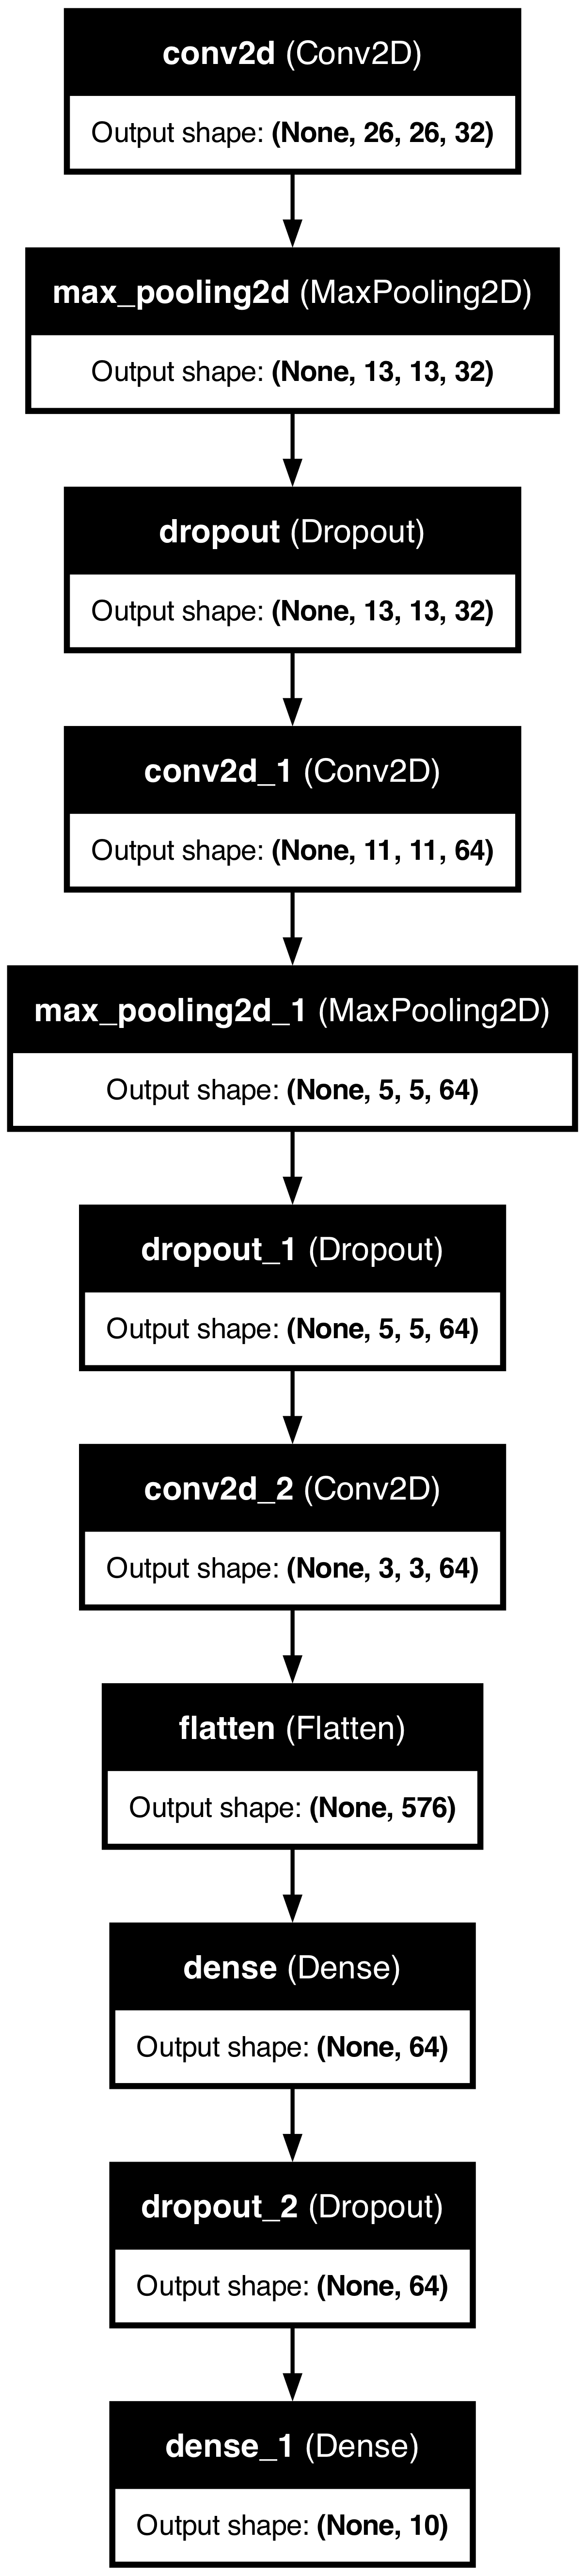 conv2d (Conv2D)
Output shape: (None, 26, 26, 32)
max_pooling2d (MaxPooling2D)
Output shape: (None, 13, 13, 32)
dropout (Dropout)
Output shape: (None, 13, 13, 32)
conv2d_1 (Conv2D)
Output shape: (None, 11, 11, 64)
max_pooling2d_1 (MaxPooling2D)
Output shape: (None, 5, 5, 64)
dropout_1 (Dropout)
Output shape: (None, 5, 5, 64)
conv2d_2 (Conv2D)
Output shape: (None, 3, 3, 64)
flatten (Flatten)
Output shape: (None, 576)
dense (Dense)
Output shape: (None, 64)
dropout_2 (Dropout)
Output shape: (None, 64)
dense_1 (Dense)
Output shape: (None, 10)